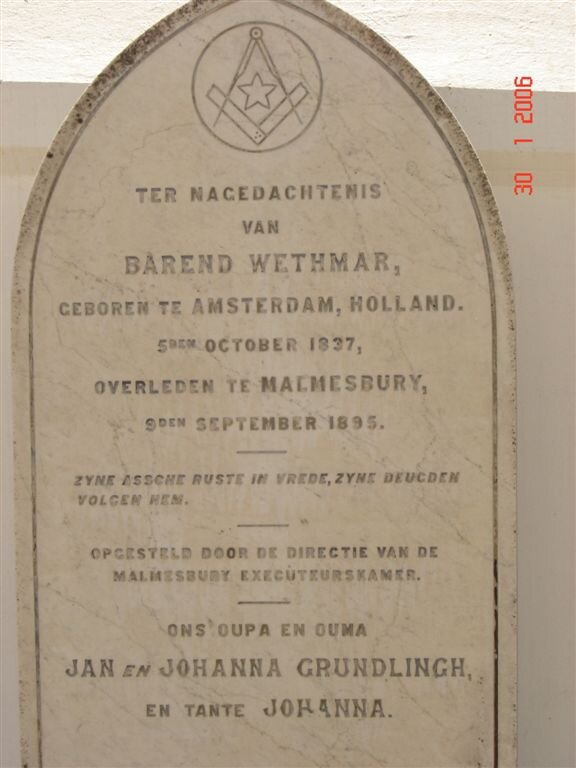 TER NAGEDACHTENIS
VAN
BAREND WETHMAR,
GEBOREN TE AMSTERDAM, HOLLAND.
5DEN OCTOBER 1837,
OVERLEDEN TE MALMESBURY,
9DEN SEPTEMBER 1895.
ZYNE ASSCHE RUSTE IN VREDE, ZYNE DEUGDEN
VOLGEN HEM.
OPGESTELD DOOR DE DIRECTIE VAN DE
MALMESBURY EXECUTEURSKAMER.
ONS OUPA EN OUMA
JAN EN JOHANNA GRUNDLINGH,
EN TANTE JOHANNA.
30 1 2006